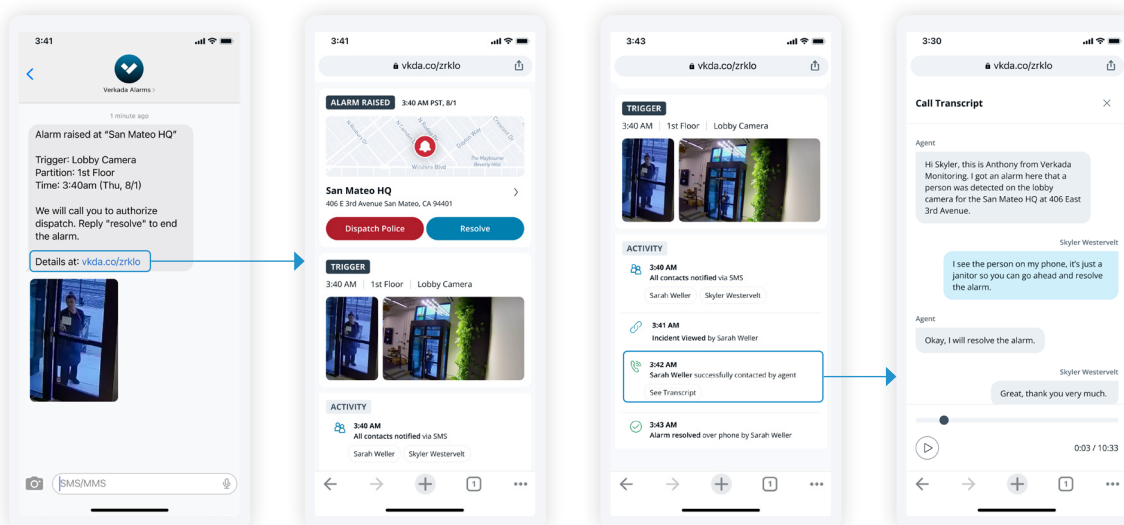 3:41
Verkada Alarms >
1 minute ago
Alarm raised at "San Mateo HQ"
Trigger: Lobby Camera
Partition: 1st Floor
Time: 3:40am (Thu, 8/1)
We will call you to authorize
dispatch. Reply "resolve" to end
the alarm.
Details at: vkda.co/zrklo
SMS/MMS
3:41
vkda.co/zrklo
ALARM RAISED 3:40 AM PST, 8/1
Wilshire Blvd
The Maybourne
Beverly Hills
San Mateo HQ
406 E 3rd Avenue San Mateo, CA 94401
Dispatch Police Resolve
TRIGGER
3:40 AM 1st Floor Lobby Camera
ACTIVITY
3:40 AM
All contacts notified via SMS
Sarah Weller Skyler Westervelt
1
3:43
vkda.co/zrklo
TRIGGER
3:40 AM 1st Floor Lobby Camera
ACTIVITY
3:40 AM
All contacts notified via SMS
Sarah Weller Skyler Westervelt
3:41 AM
Incident Viewed by Sarah Weller
3:42 AM
Sarah Weller successfully contacted by agent
See Transcript
3:43 AM
Alarm resolved over phone by Sarah Weller
1
3:30
vkda.co/zrklo
Call Transcript
Agent
Hi Skyler, this is Anthony from Verkada
Monitoring. I got an alarm here that a
person was detected on the lobby
camera for the San Mateo HQ at 406 East
3rd Avenue.
Skyler Westervelt
I see the person on my phone, it's just a
janitor so you can go ahead and resolve
the alarm.
Agent
Okay, I will resolve the alarm.
Skyler Westervelt
Great, thank you very much.
0:03 / 10:33
1